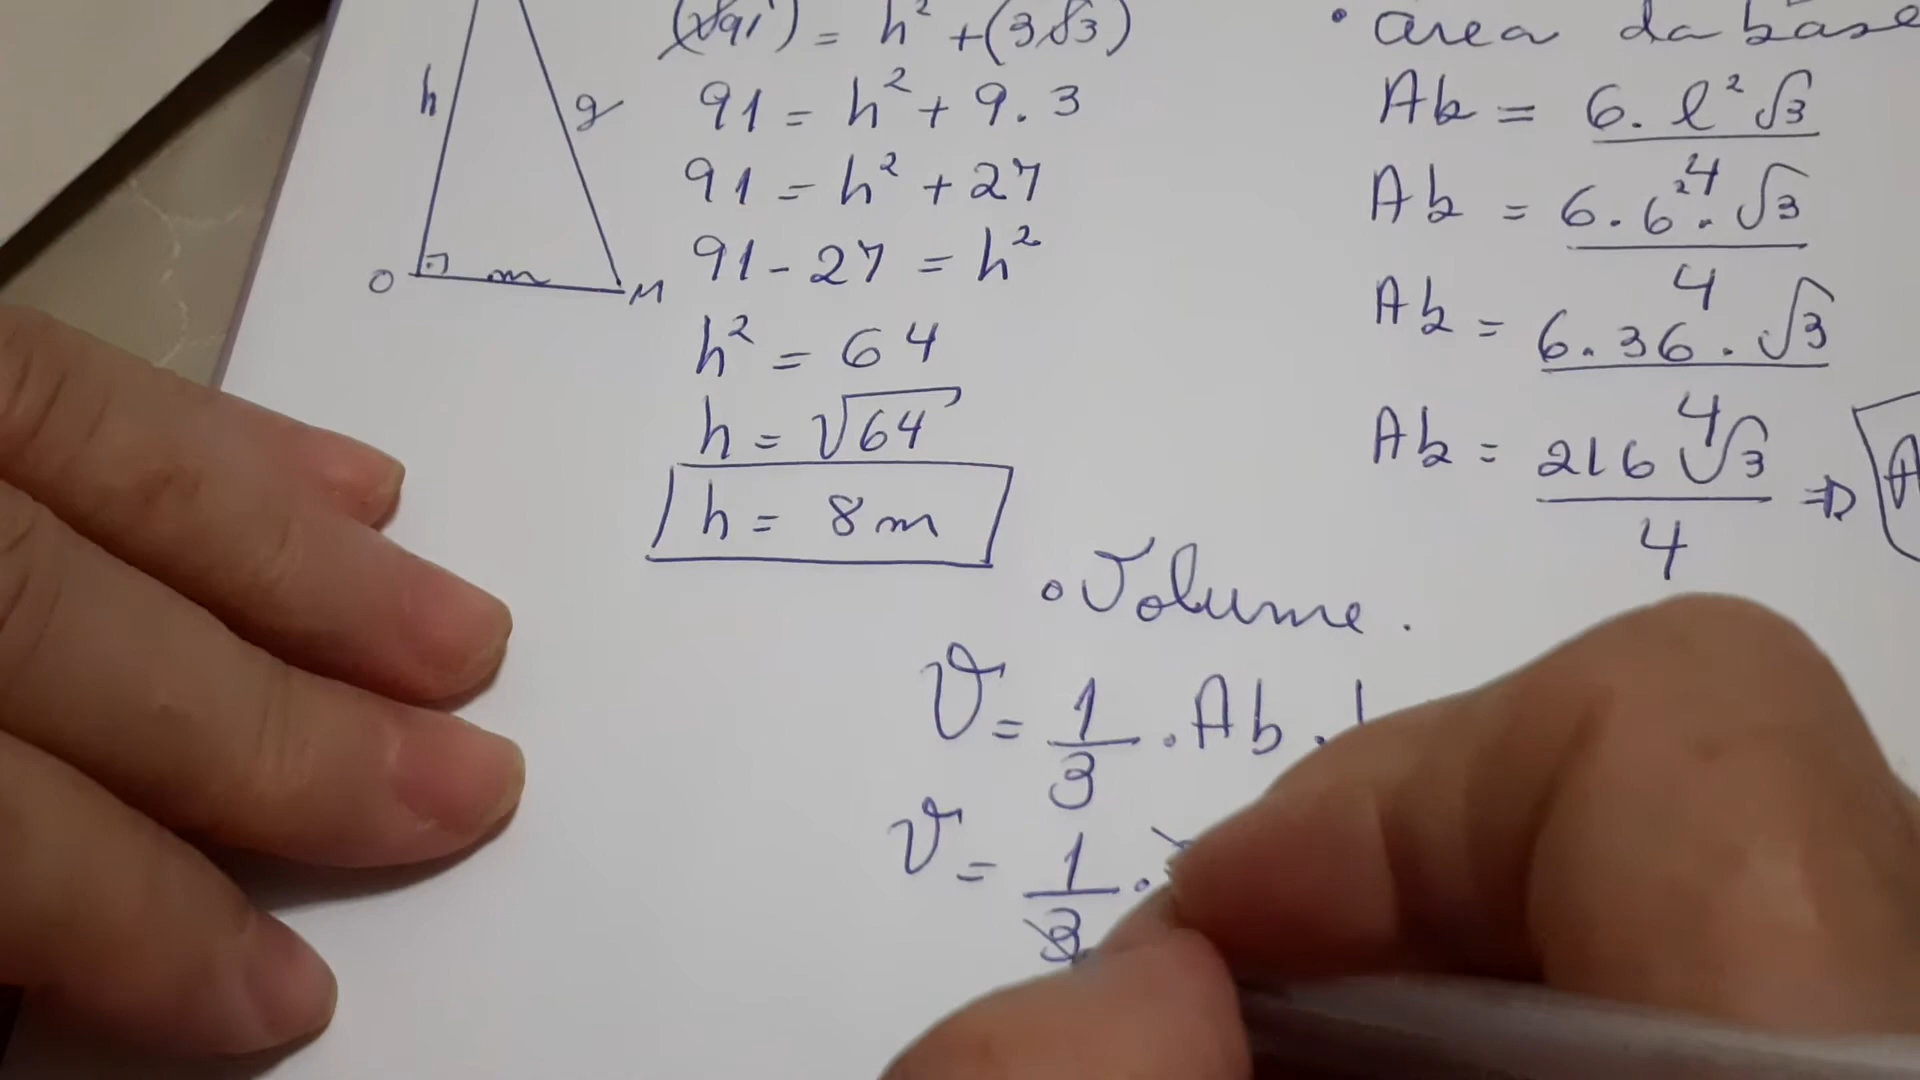 h
g
O
m
M
(√91)² = h² + (3√3)
91 = h² + 9.3
91 = h² + 27
91 - 27 = h²
h² = 64
h = √64
h = 8m
• área da base
Ab = 6. l²√3
4
Ab = 6.6².√3
4
Ab = 6.36.√3
4
Ab = 216√3 ⇒
4
• Volume.
V = 1 . Ab .
3
V = 1 .
3